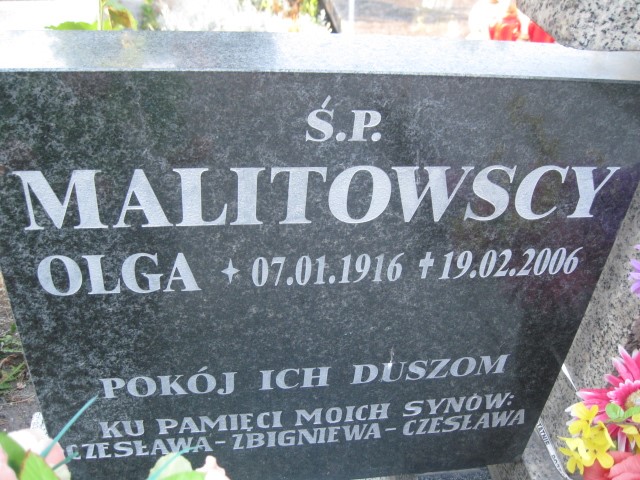 Ś.P.
MALITOWSCY
OLGA ✦ 07.01.1916 ✝ 19.02.2006
POKÓJ ICH DUSZOM
KU PAMIĘCI MOICH SYNÓW:
CZESŁAWA - ZBIGNIEWA - CZESŁAWA